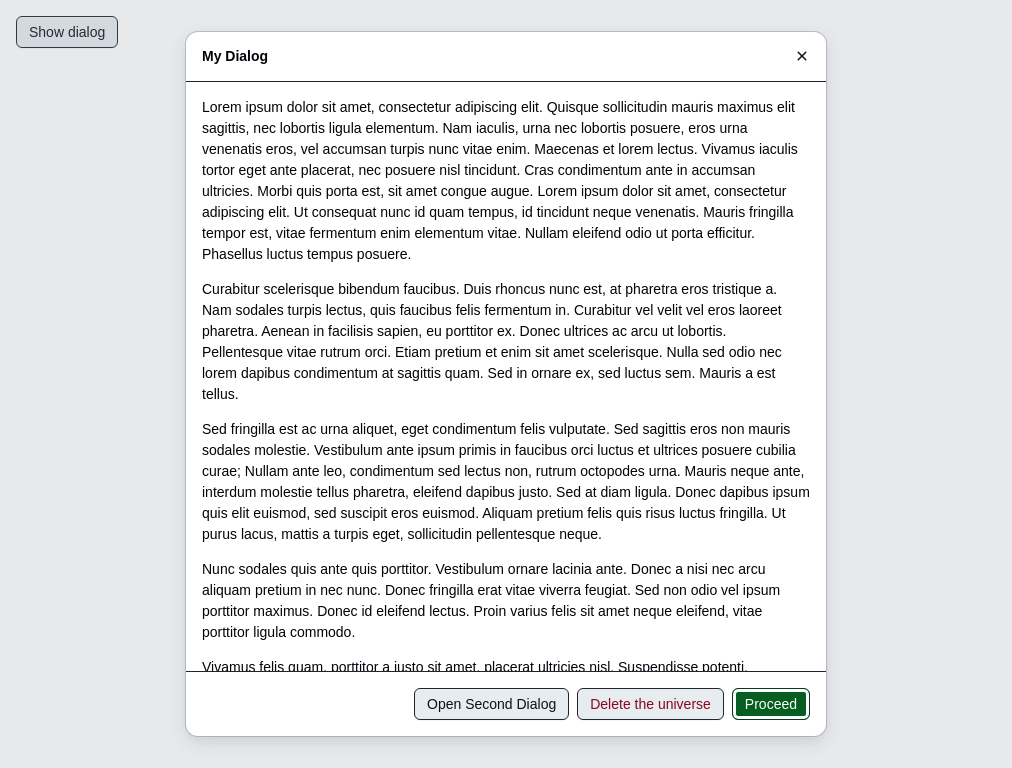 Show dialog
My Dialog
Lorem ipsum dolor sit amet, consectetur adipiscing elit. Quisque sollicitudin mauris maximus elit
sagittis, nec lobortis ligula elementum. Nam iaculis, urna nec lobortis posuere, eros urna
venenatis eros, vel accumsan turpis nunc vitae enim. Maecenas et lorem lectus. Vivamus iaculis
tortor eget ante placerat, nec posuere nisl tincidunt. Cras condimentum ante in accumsan
ultricies. Morbi quis porta est, sit amet congue augue. Lorem ipsum dolor sit amet, consectetur
adipiscing elit. Ut consequat nunc id quam tempus, id tincidunt neque venenatis. Mauris fringilla
tempor est, vitae fermentum enim elementum vitae. Nullam eleifend odio ut porta efficitur.
Phasellus luctus tempus posuere.
Curabitur scelerisque bibendum faucibus. Duis rhoncus nunc est, at pharetra eros tristique a.
Nam sodales turpis lectus, quis faucibus felis fermentum in. Curabitur vel velit vel eros laoreet
pharetra. Aenean in facilisis sapien, eu porttitor ex. Donec ultrices ac arcu ut lobortis.
Pellentesque vitae rutrum orci. Etiam pretium et enim sit amet scelerisque. Nulla sed odio nec
lorem dapibus condimentum at sagittis quam. Sed in ornare ex, sed luctus sem. Mauris a est
tellus.
Sed fringilla est ac urna aliquet, eget condimentum felis vulputate. Sed sagittis eros non mauris
sodales molestie. Vestibulum ante ipsum primis in faucibus orci luctus et ultrices posuere cubilia
curae; Nullam ante leo, condimentum sed lectus non, rutrum octopodes urna. Mauris neque ante,
interdum molestie tellus pharetra, eleifend dapibus justo. Sed at diam ligula. Donec dapibus ipsum
quis elit euismod, sed suscipit eros euismod. Aliquam pretium felis quis risus luctus fringilla. Ut
purus lacus, mattis a turpis eget, sollicitudin pellentesque neque.
Nunc sodales quis ante quis porttitor. Vestibulum ornare lacinia ante. Donec a nisi nec arcu
aliquam pretium in nec nunc. Donec fringilla erat vitae viverra feugiat. Sed non odio vel ipsum
porttitor maximus. Donec id eleifend lectus. Proin varius felis sit amet neque eleifend, vitae
porttitor ligula commodo.
Vivamus felis quam, porttitor a justo sit amet, placerat ultricies nisl. Suspendisse potenti.
Open Second Dialog
Delete the universe
Proceed